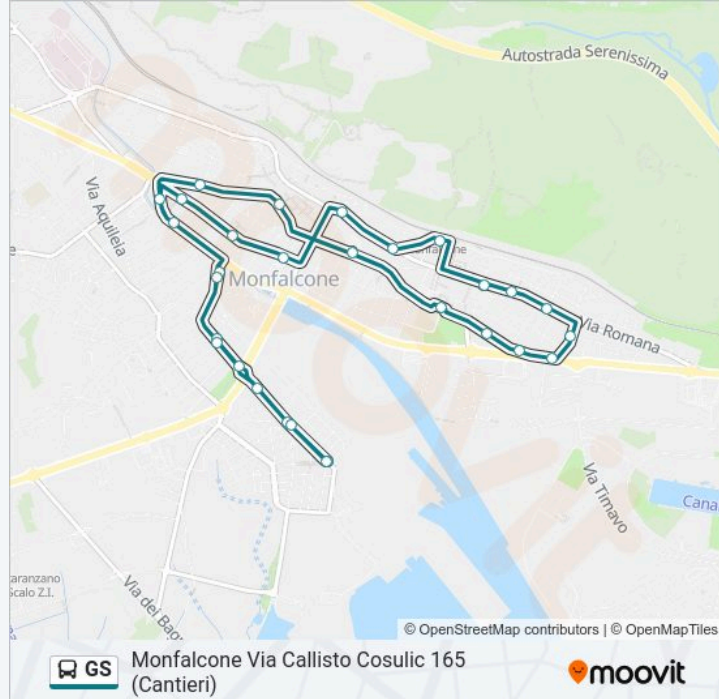 Autostrada Serenissima
Via Aquileia
Monfalcone
Via Romana
Via Timavo
Cana
aranzano
Scalo Z.I.
Via dei Bag
© OpenStreetMap contributors | © OpenMapTiles
GS
Monfalcone Via Callisto Cosulic 165
(Cantieri)
moovit